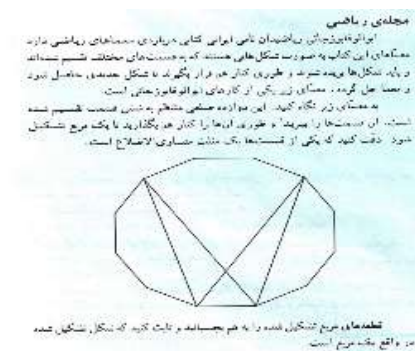 مجله‌ی ریاضی
ابوالوفا بوزجانی ریاضیدان نامی ایرانی کتابی درباره‌ی معماهای ریاضی دارد
معماهای این کتاب به صورت شکل‌هایی هستند که به قسمت‌های مختلف تقسیم شده‌اند
و باید شکل‌ها بریده شوند و طوری کنار هم قرار بگیرند تا شکل جدیدی حاصل شود
و معما حل گردد. معمای زیر یکی از کارهای ابوالوفا بوزجانی است.
به معمای زیر نگاه کنید. این دوازده ضلعی منتظم به شش قسمت تقسیم شده
است. این قسمت‌ها را ببرید و طوری آن‌ها را کنار هم بگذارید تا یک مربع تشکیل
شود. دقت کنید که یکی از قسمت‌ها یک مثلث متساوی‌الاضلاع است.
قطعه‌های مربع تشکیل شده را به هم بچسبانید و ثابت کنید که شکل تشکیل شده
در واقع یک مربع است.